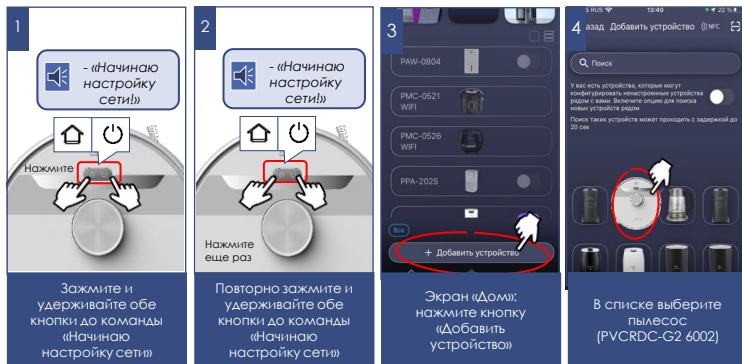 1
- «Начинаю
настройку
сети!»
Нажмите
Зажмите и
удерживайте обе
кнопки до команды
«Начинаю
настройку сети»
2
- «Начинаю
настройку
сети!»
Нажмите
еще раз
Повторно зажмите и
удерживайте обе
кнопки до команды
«Начинаю
настройку сети»
3
PAW-0804
PMC-0521
WIFI
PMC-0526
WIFI
PPA-2025
Все
+ Добавить устройство
Экран «Дом»:
нажмите кнопку
«Добавить
устройство»
4
S RUS 13:40 22 %
азад Добавить устройство NFC
Поиск
У вас есть устройства, которые могут
конфигурировать ненастроенные устройства
рядом с вами. Включите опцию для поиска
новых устройств рядом
Поиск таких устройств может проходить с задержкой до
20 сек
В списке выберите
пылесос
(PVCRDC-G2 6002)